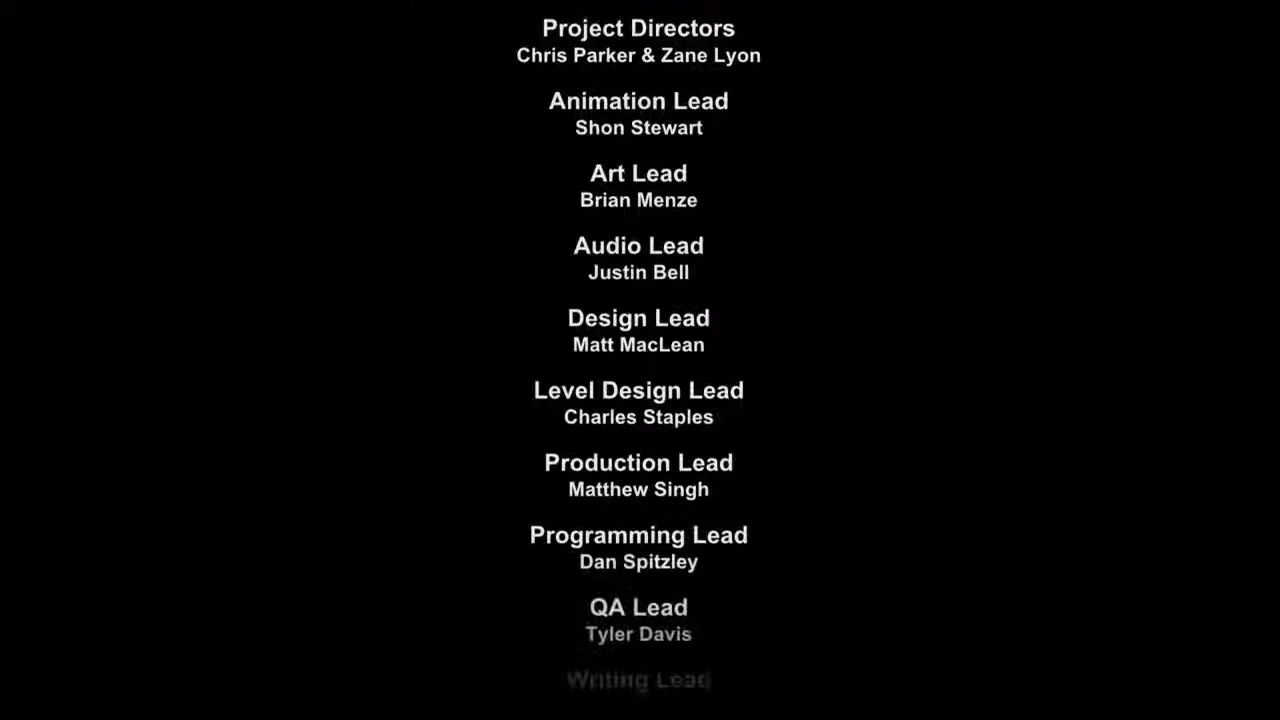 Project Directors
Chris Parker & Zane Lyon
Animation Lead
Shon Stewart
Art Lead
Brian Menze
Audio Lead
Justin Bell
Design Lead
Matt MacLean
Level Design Lead
Charles Staples
Production Lead
Matthew Singh
Programming Lead
Dan Spitzley
QA Lead
Tyler Davis
Writing Lead